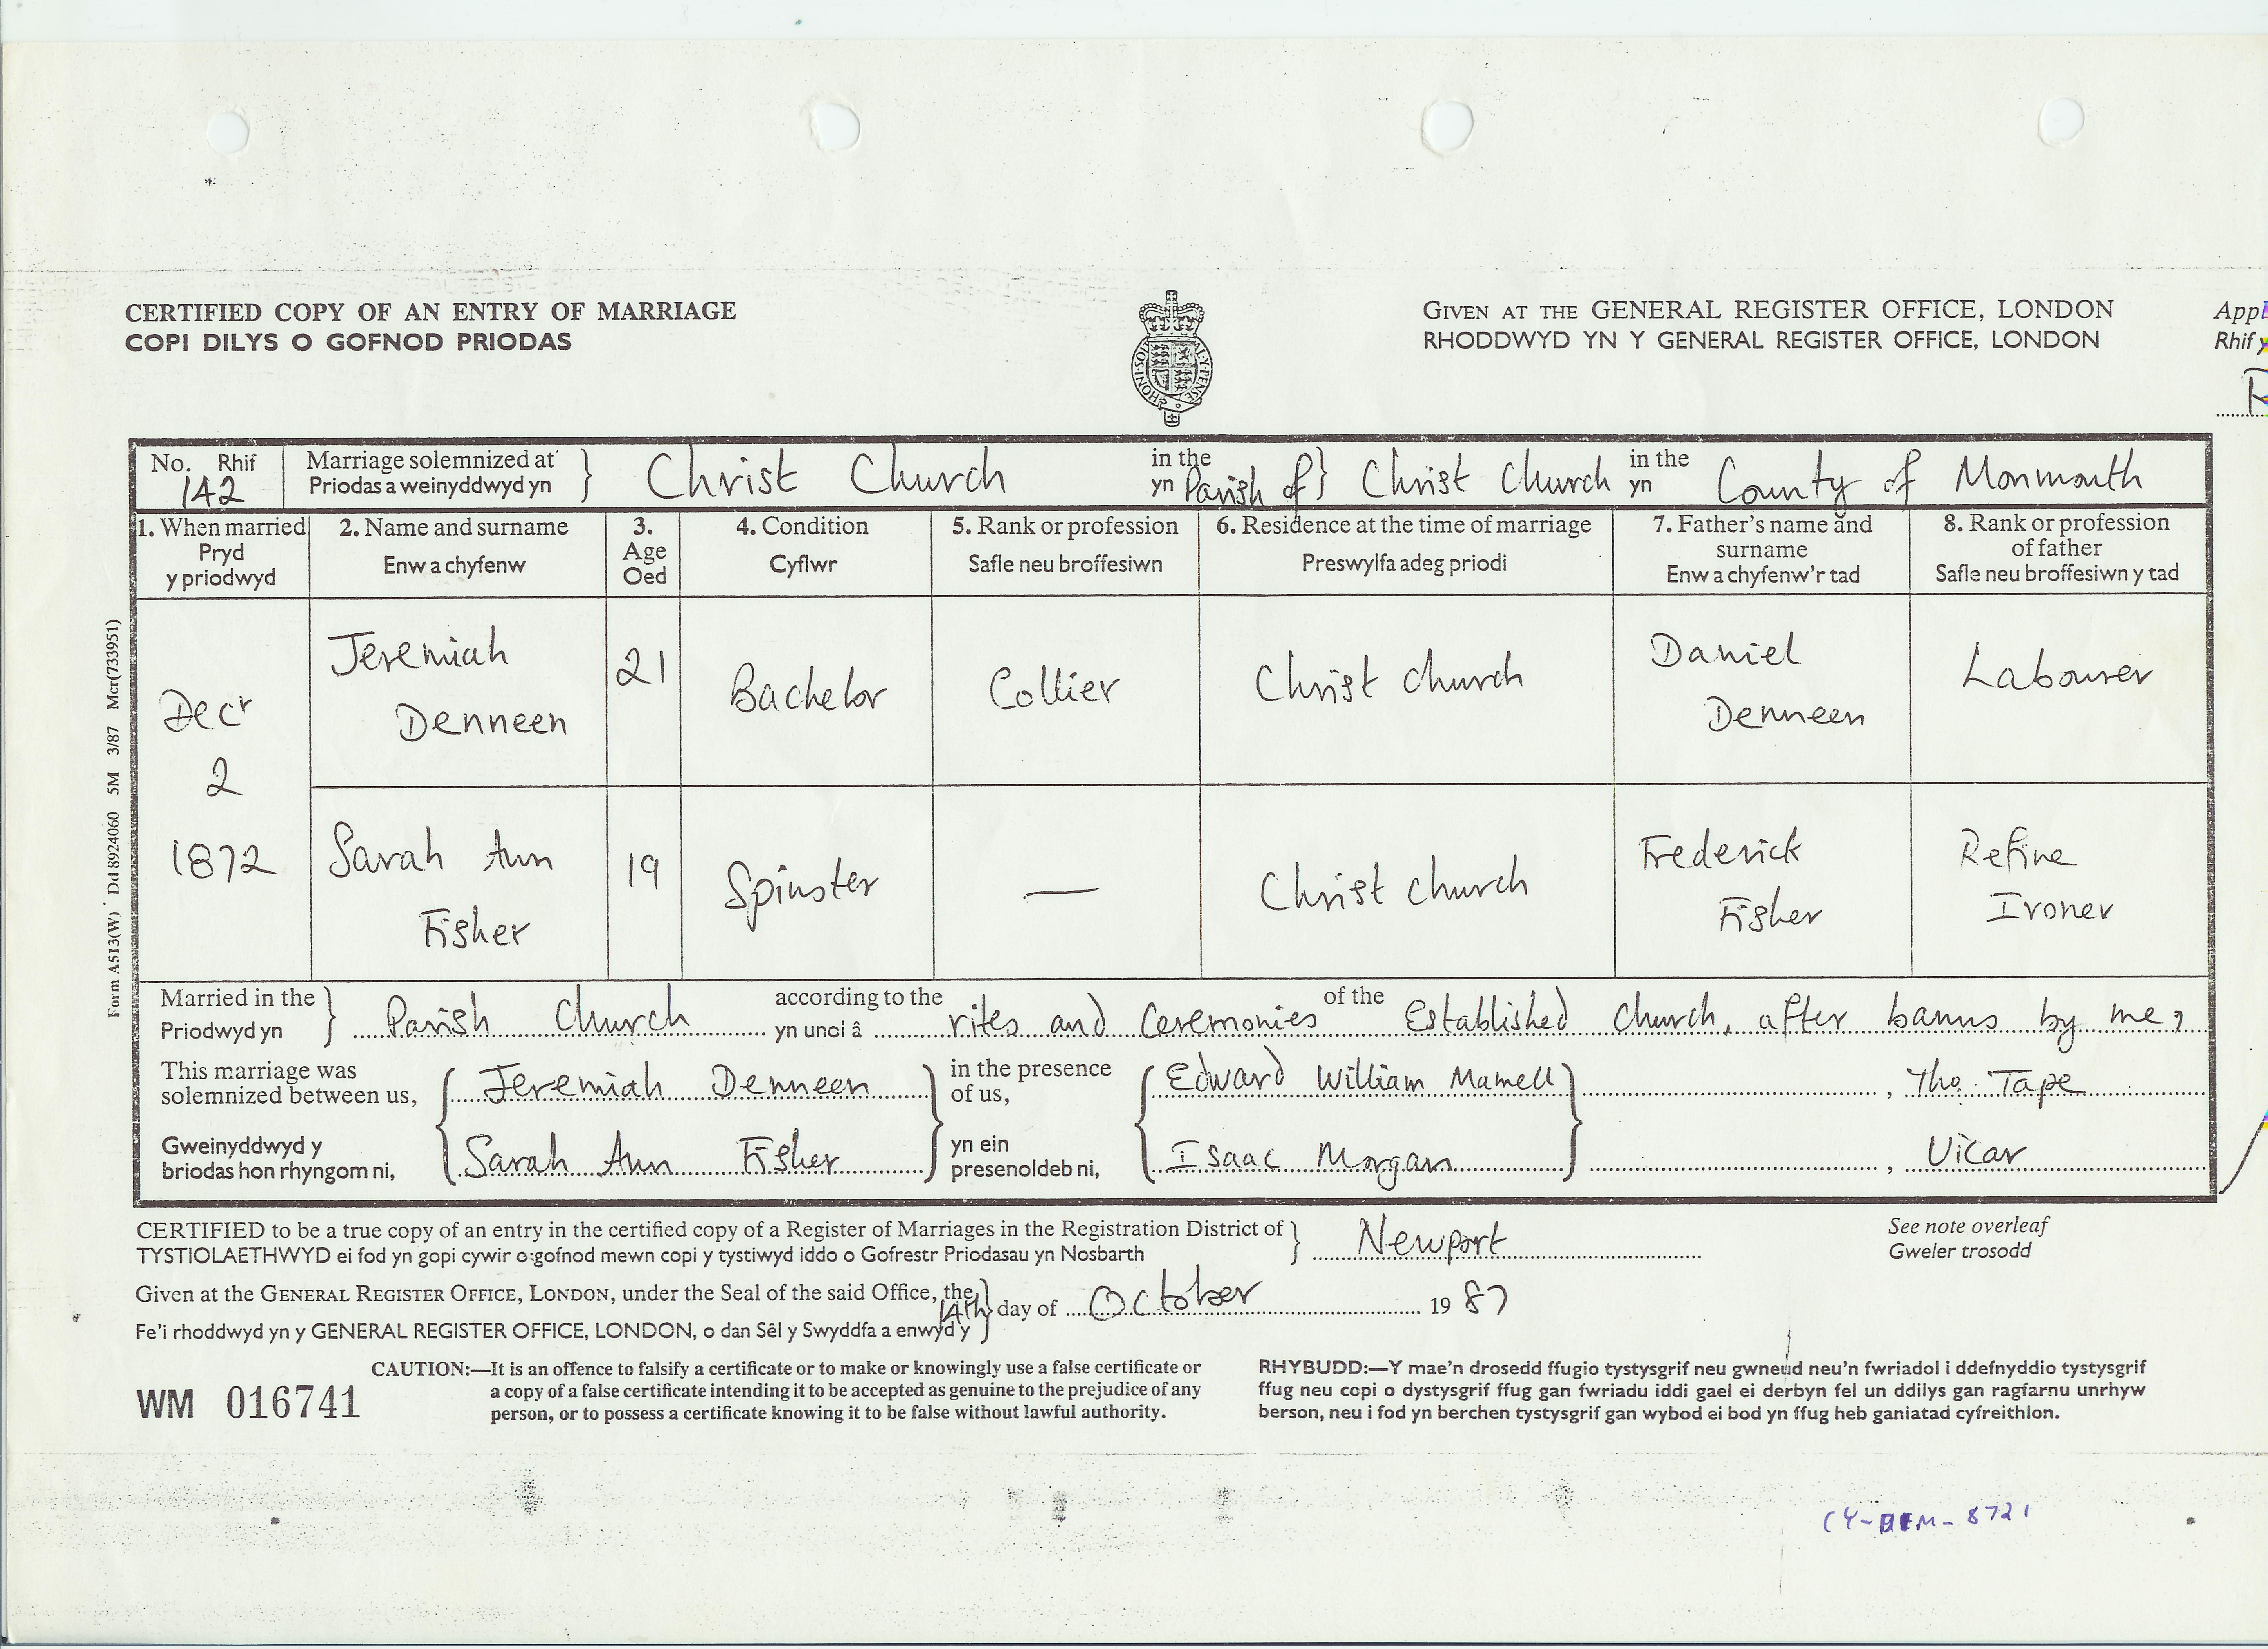 CERTIFIED COPY OF AN ENTRY OF MARRIAGE
COPI DILYS O GOFNOD PRIODAS
HONI SOI
Y PENSE
GIVEN AT THE GENERAL REGISTER OFFICE, LONDON
RHODDWYD YN Y GENERAL REGISTER OFFICE, LONDON
Appl
Rhif y
No. Rhif
142
Marriage solemnized at
Priodas a weinyddwyd yn
Christ Church
in the
yn Parish of
Christ Church
in the
yn
County of Monmouth
1. When married
Pryd
y priodwyd
2. Name and surname
Enw a chyfenw
3.
Age
Oed
4. Condition
Cyflwr
5. Rank or profession
Safle neu broffesiwn
6. Residence at the time of marriage
Preswylfa adeg priodi
7. Father's name and
surname
Enw a chyfenw'r tad
8. Rank or profession
of father
Safle neu broffesiwn y tad
Decr
2
1872
Jeremiah
Denneen
21
Bachelor
Collier
Christ church
Daniel
Denneen
Labourer
Sarah Ann
Fisher
19
Spinster
—
Christ church
Frederick
Fisher
Refine
Ironer
Married in the
Priodwyd yn
Parish Church
according to the
yn unol â
rites and Ceremonies
of the
Established Church, after banns by me,
This marriage was
solemnized between us,
Gweinyddwyd y
briodas hon rhyngom ni,
Jeremiah Denneen
Sarah Ann Fisher
in the presence
of us,
yn ein
presenoldeb ni,
Edward William
Isaac Morgan
, Tho. Tape
, Vicar
CERTIFIED to be a true copy of an entry in the certified copy of a Register of Marriages in the Registration District of
TYSTIOLAETHWYD ei fod yn gopi cywir o gofnod mewn copi y tystiwyd iddo o Gofrestr Priodasau yn Nosbarth
Newport
See note overleaf
Gweler trosodd
Given at the GENERAL REGISTER OFFICE, LONDON, under the Seal of the said Office, the
14th day of October 1987
Fe'i rhoddwyd yn y GENERAL REGISTER OFFICE, LONDON, o dan Sêl y Swyddfa a enwyd y
CAUTION:—It is an offence to falsify a certificate or to make or knowingly use a false certificate or
a copy of a false certificate intending it to be accepted as genuine to the prejudice of any
person, or to possess a certificate knowing it to be false without lawful authority.
WM 016741
RHYBUDD:—Y mae'n drosedd ffugio tystysgrif neu gwneud neu'n fwriadol i ddefnyddio tystysgrif
ffug neu copi o dystysgrif ffug gan fwriadu iddi gael ei derbyn fel un ddilys gan ragfarnu unrhyw
berson, neu i fod yn berchen tystysgrif gan wybod ei bod yn ffug heb ganiatad cyfreithlon.
Form A513(W) Dd 8924060 5M 3/87 Mcr(733951)